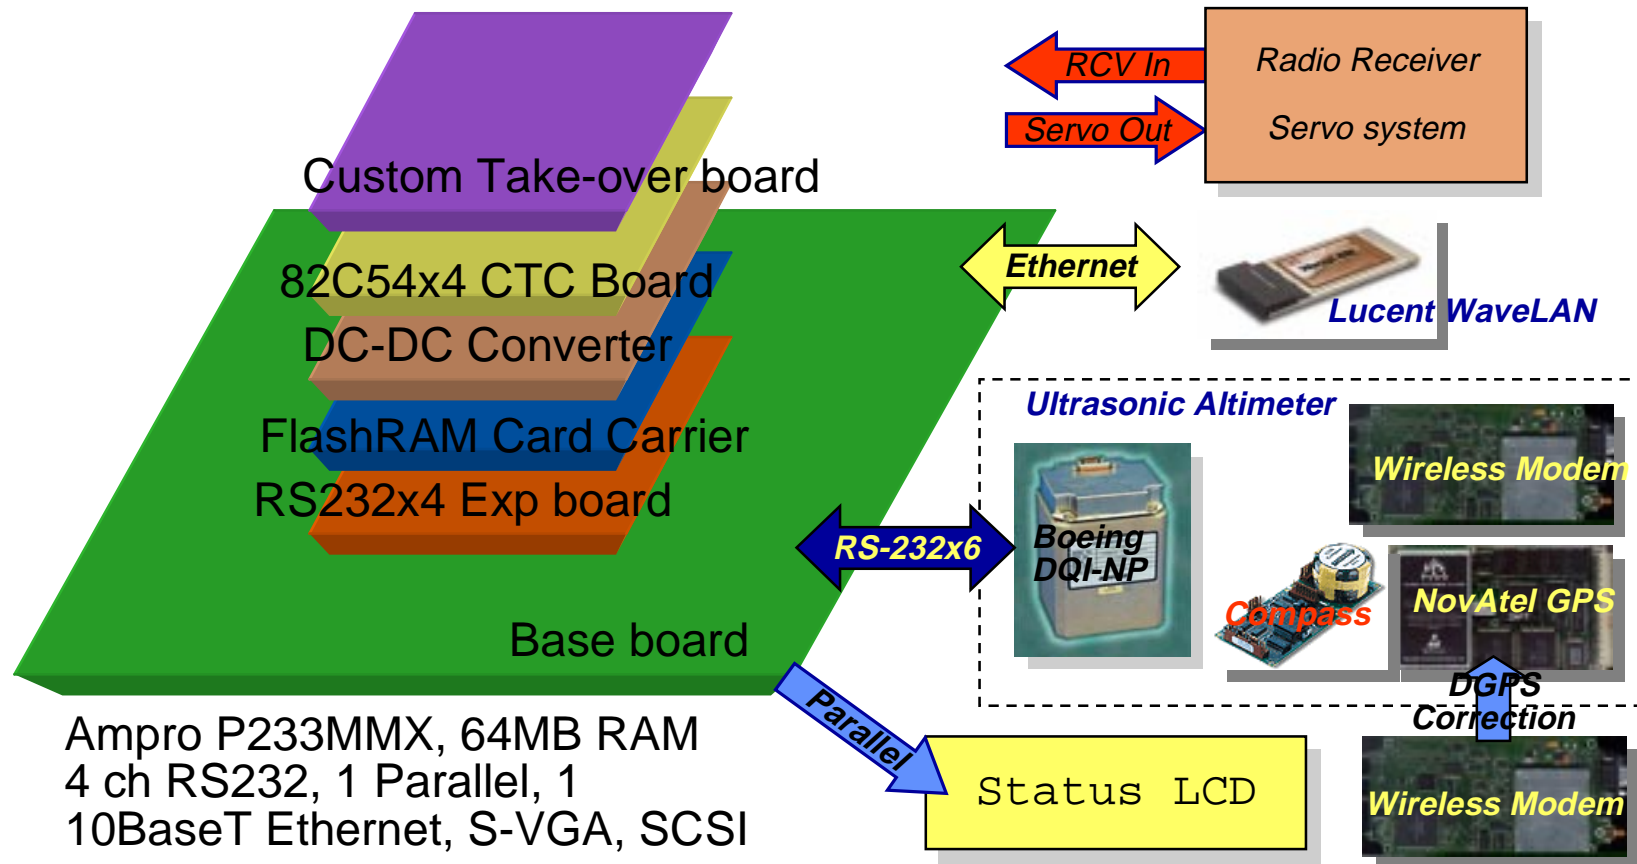 Custom Take-over board
82C54x4 CTC Board
DC-DC Converter
FlashRAM Card Carrier
RS232x4 Exp board
Base board
Ampro P233MMX, 64MB RAM
4 ch RS232, 1 Parallel, 1
10BaseT Ethernet, S-VGA, SCSI
RCV In
Servo Out
Radio Receiver
Servo system
Ethernet
Lucent WaveLAN
Ultrasonic Altimeter
Wireless Modem
RS-232x6
Boeing
DQI-NP
Compass
NovAtel GPS
DGPS
Correction
Parallel
Status LCD
Wireless Modem